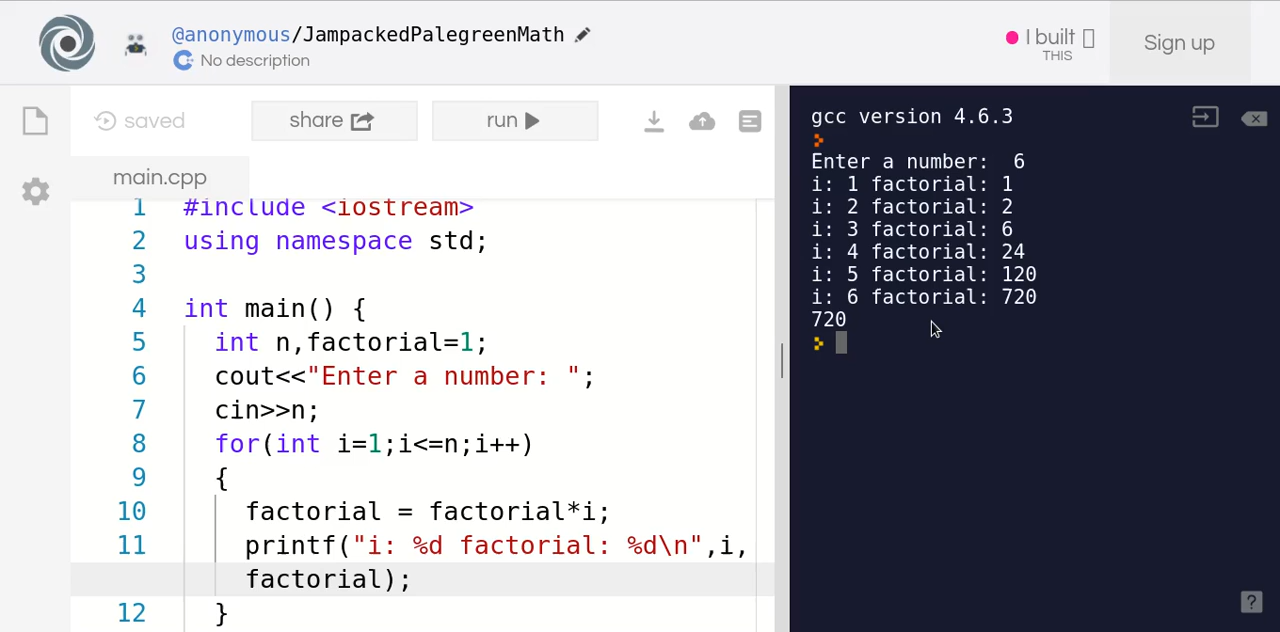 @anonymous/JampackedPalegreenMath
No description
I built
THIS
Sign up
saved
share
run
main.cpp
1 #include <iostream>
2 using namespace std;
3
4 int main() {
5 int n,factorial=1;
6 cout<<"Enter a number: ";
7 cin>>n;
8 for(int i=1;i<=n;i++)
9 {
10 factorial = factorial*i;
11 printf("i: %d factorial: %d\n",i,
factorial);
12 }
gcc version 4.6.3
Enter a number:  6
i: 1 factorial: 1
i: 2 factorial: 2
i: 3 factorial: 6
i: 4 factorial: 24
i: 5 factorial: 120
i: 6 factorial: 720
720
?